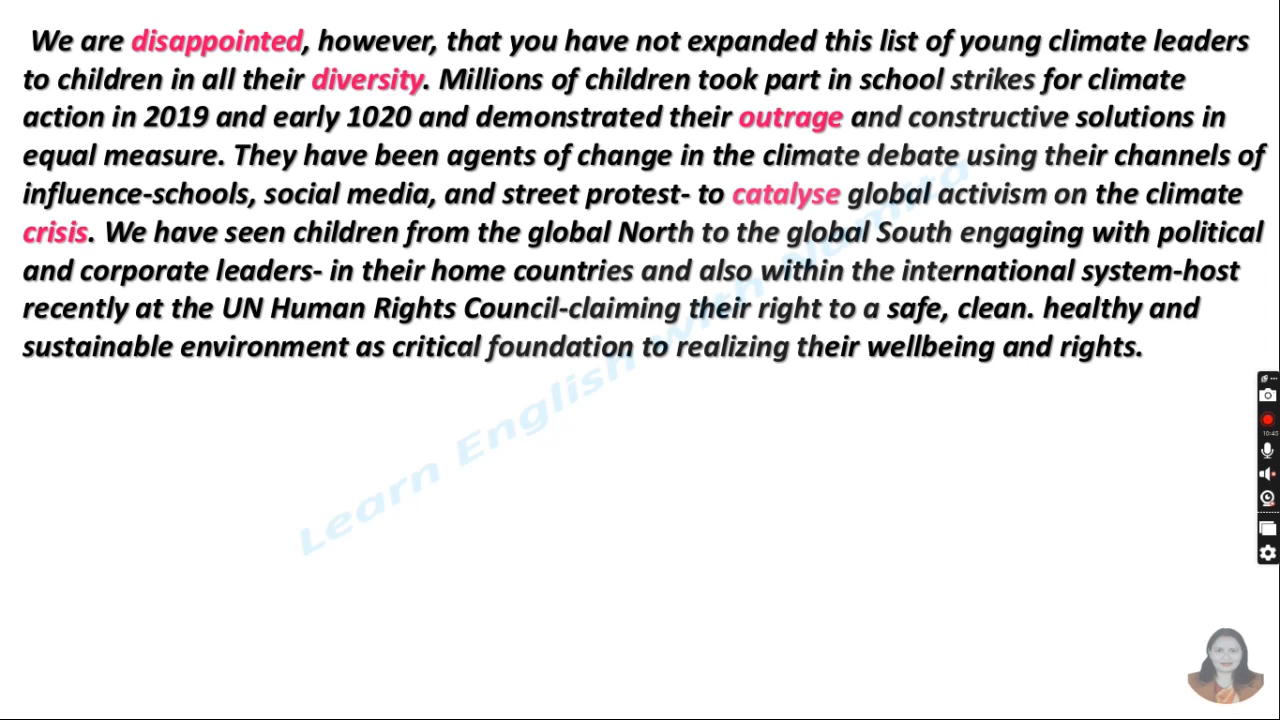 We are disappointed, however, that you have not expanded this list of young climate leaders
to children in all their diversity. Millions of children took part in school strikes for climate
action in 2019 and early 1020 and demonstrated their outrage and constructive solutions in
equal measure. They have been agents of change in the climate debate using their channels of
influence-schools, social media, and street protest- to catalyse global activism on the climate
crisis. We have seen children from the global North to the global South engaging with political
and corporate leaders- in their home countries and also within the international system-host
recently at the UN Human Rights Council-claiming their right to a safe, clean. healthy and
sustainable environment as critical foundation to realizing their wellbeing and rights.
Learn English with Namita